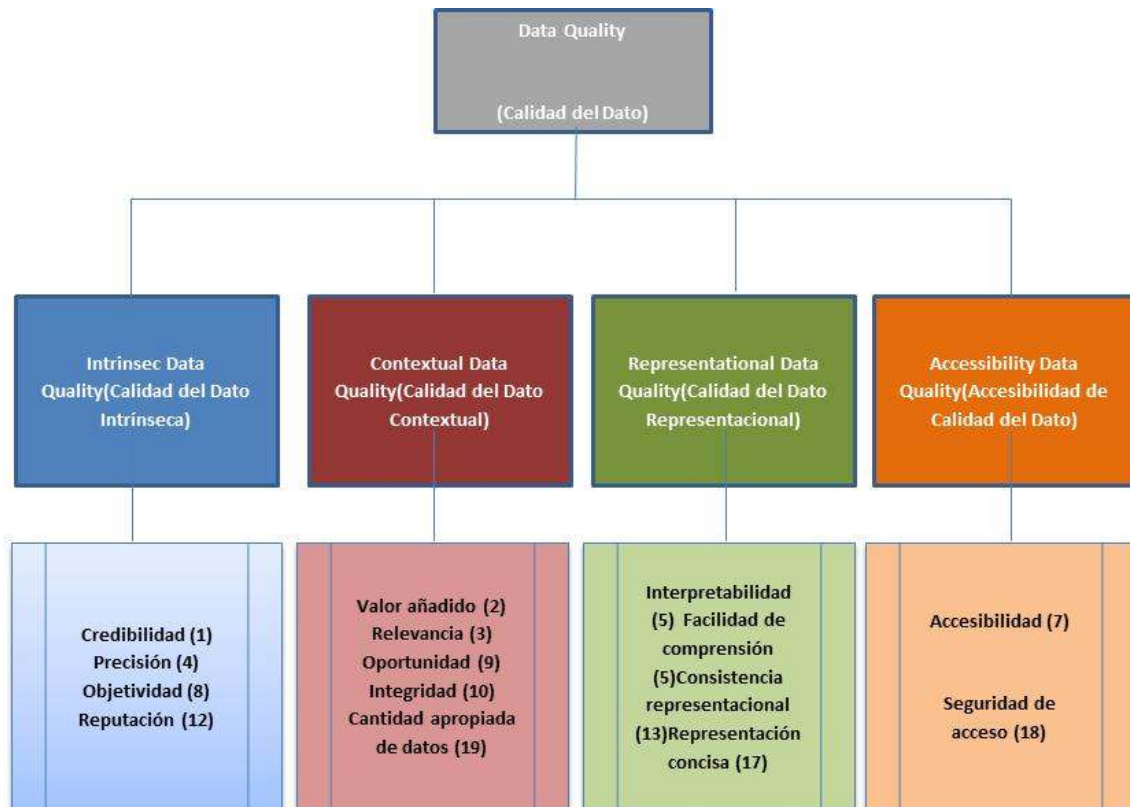 Data Quality
(Calidad del Dato)
Intrinsec Data
Quality(Calidad del Dato
Intrínseca)
Contextual Data
Quality(Calidad del Dato
Contextual)
Representational Data
Quality(Calidad del Dato
Representacional)
Accessibility Data
Quality(Accesibilidad de
Calidad del Dato)
Credibilidad (1)
Precisión (4)
Objetividad (8)
Reputación (12)
Valor añadido (2)
Relevancia (3)
Oportunidad (9)
Integridad (10)
Cantidad apropiada
de datos (19)
Interpretabilidad
(5) Facilidad de
comprensión
(5)Consistencia
representacional
(13)Representación
concisa (17)
Accesibilidad (7)
Seguridad de
acceso (18)